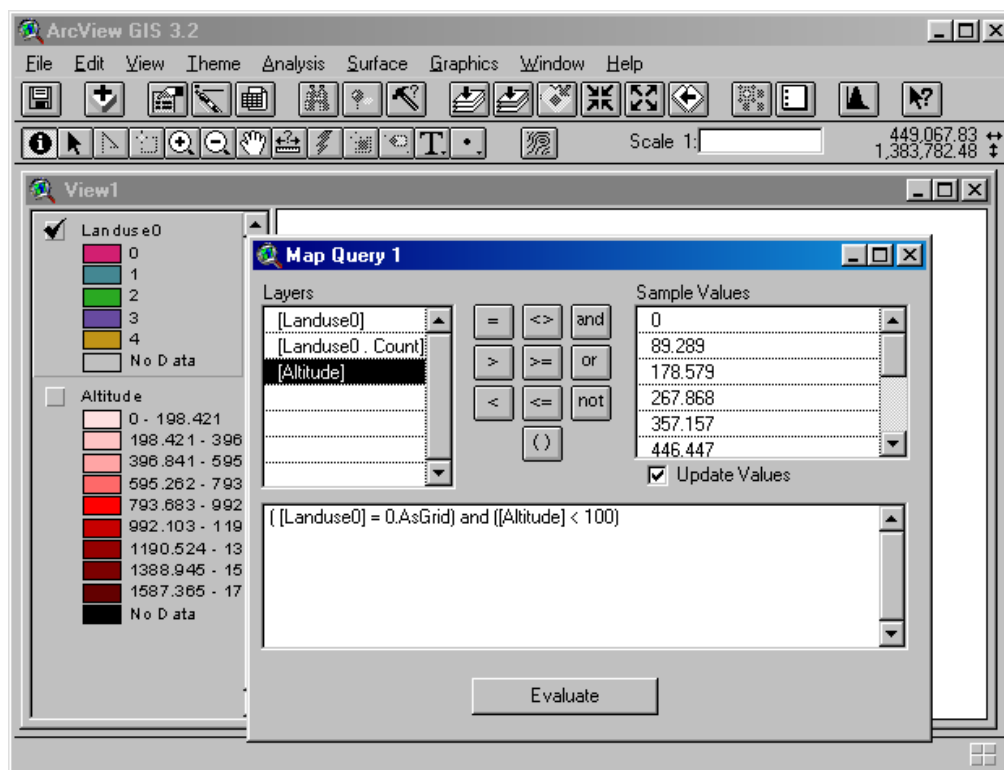 ArcView GIS 3.2
File Edit View Theme Analysis Surface Graphics Window Help
Scale 1:
449,067.83
1,383,782.48
View1
Landuse0
0
1
2
3
4
No Data
Altitude
0 - 198.421
198.421 - 396
396.841 - 595
595.262 - 793
793.683 - 992
992.103 - 119
1190.524 - 13
1388.945 - 15
1587.365 - 17
No Data
Map Query 1
Layers
[Landuse0]
[Landuse0 . Count]
[Altitude]
= <> and
> >= or
< <= not
( )
Sample Values
0
89.289
178.579
267.868
357.157
446.447
Update Values
( [Landuse0] = 0.AsGrid) and ([Altitude] < 100)
Evaluate